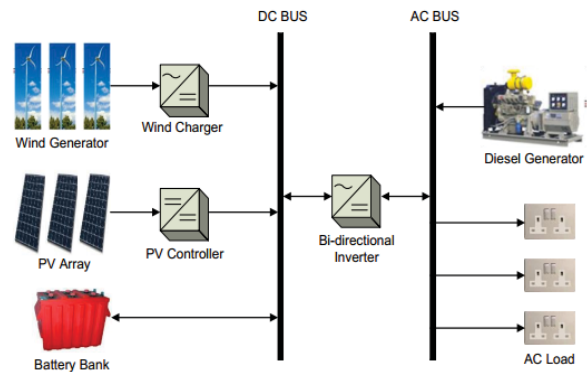 DC BUS
AC BUS
Wind Generator
Wind Charger
Diesel Generator
PV Array
PV Controller
Bi-directional
Inverter
Battery Bank
AC Load